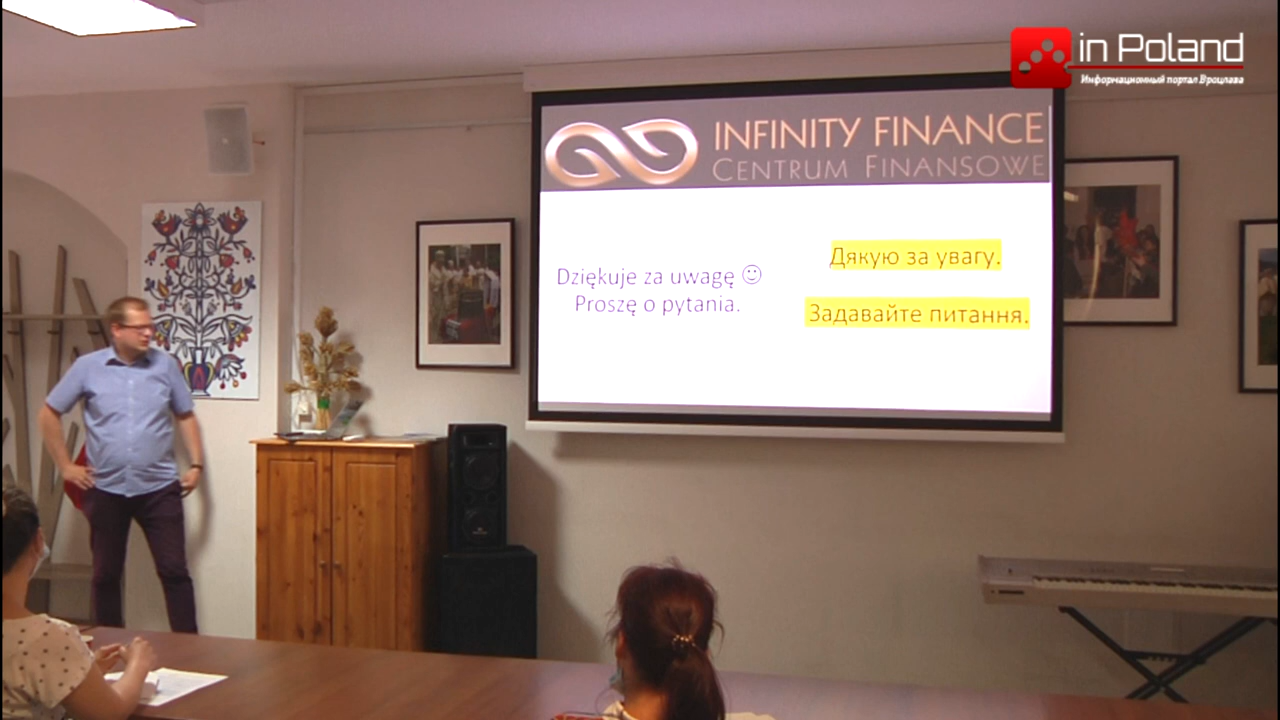 in Poland
Информационный портал Вроцлава
INFINITY FINANCE
CENTRUM FINANSOWE
Dziękuje za uwagę ☺
Proszę o pytania.
Дякую за увагу.
Задавайте питання.